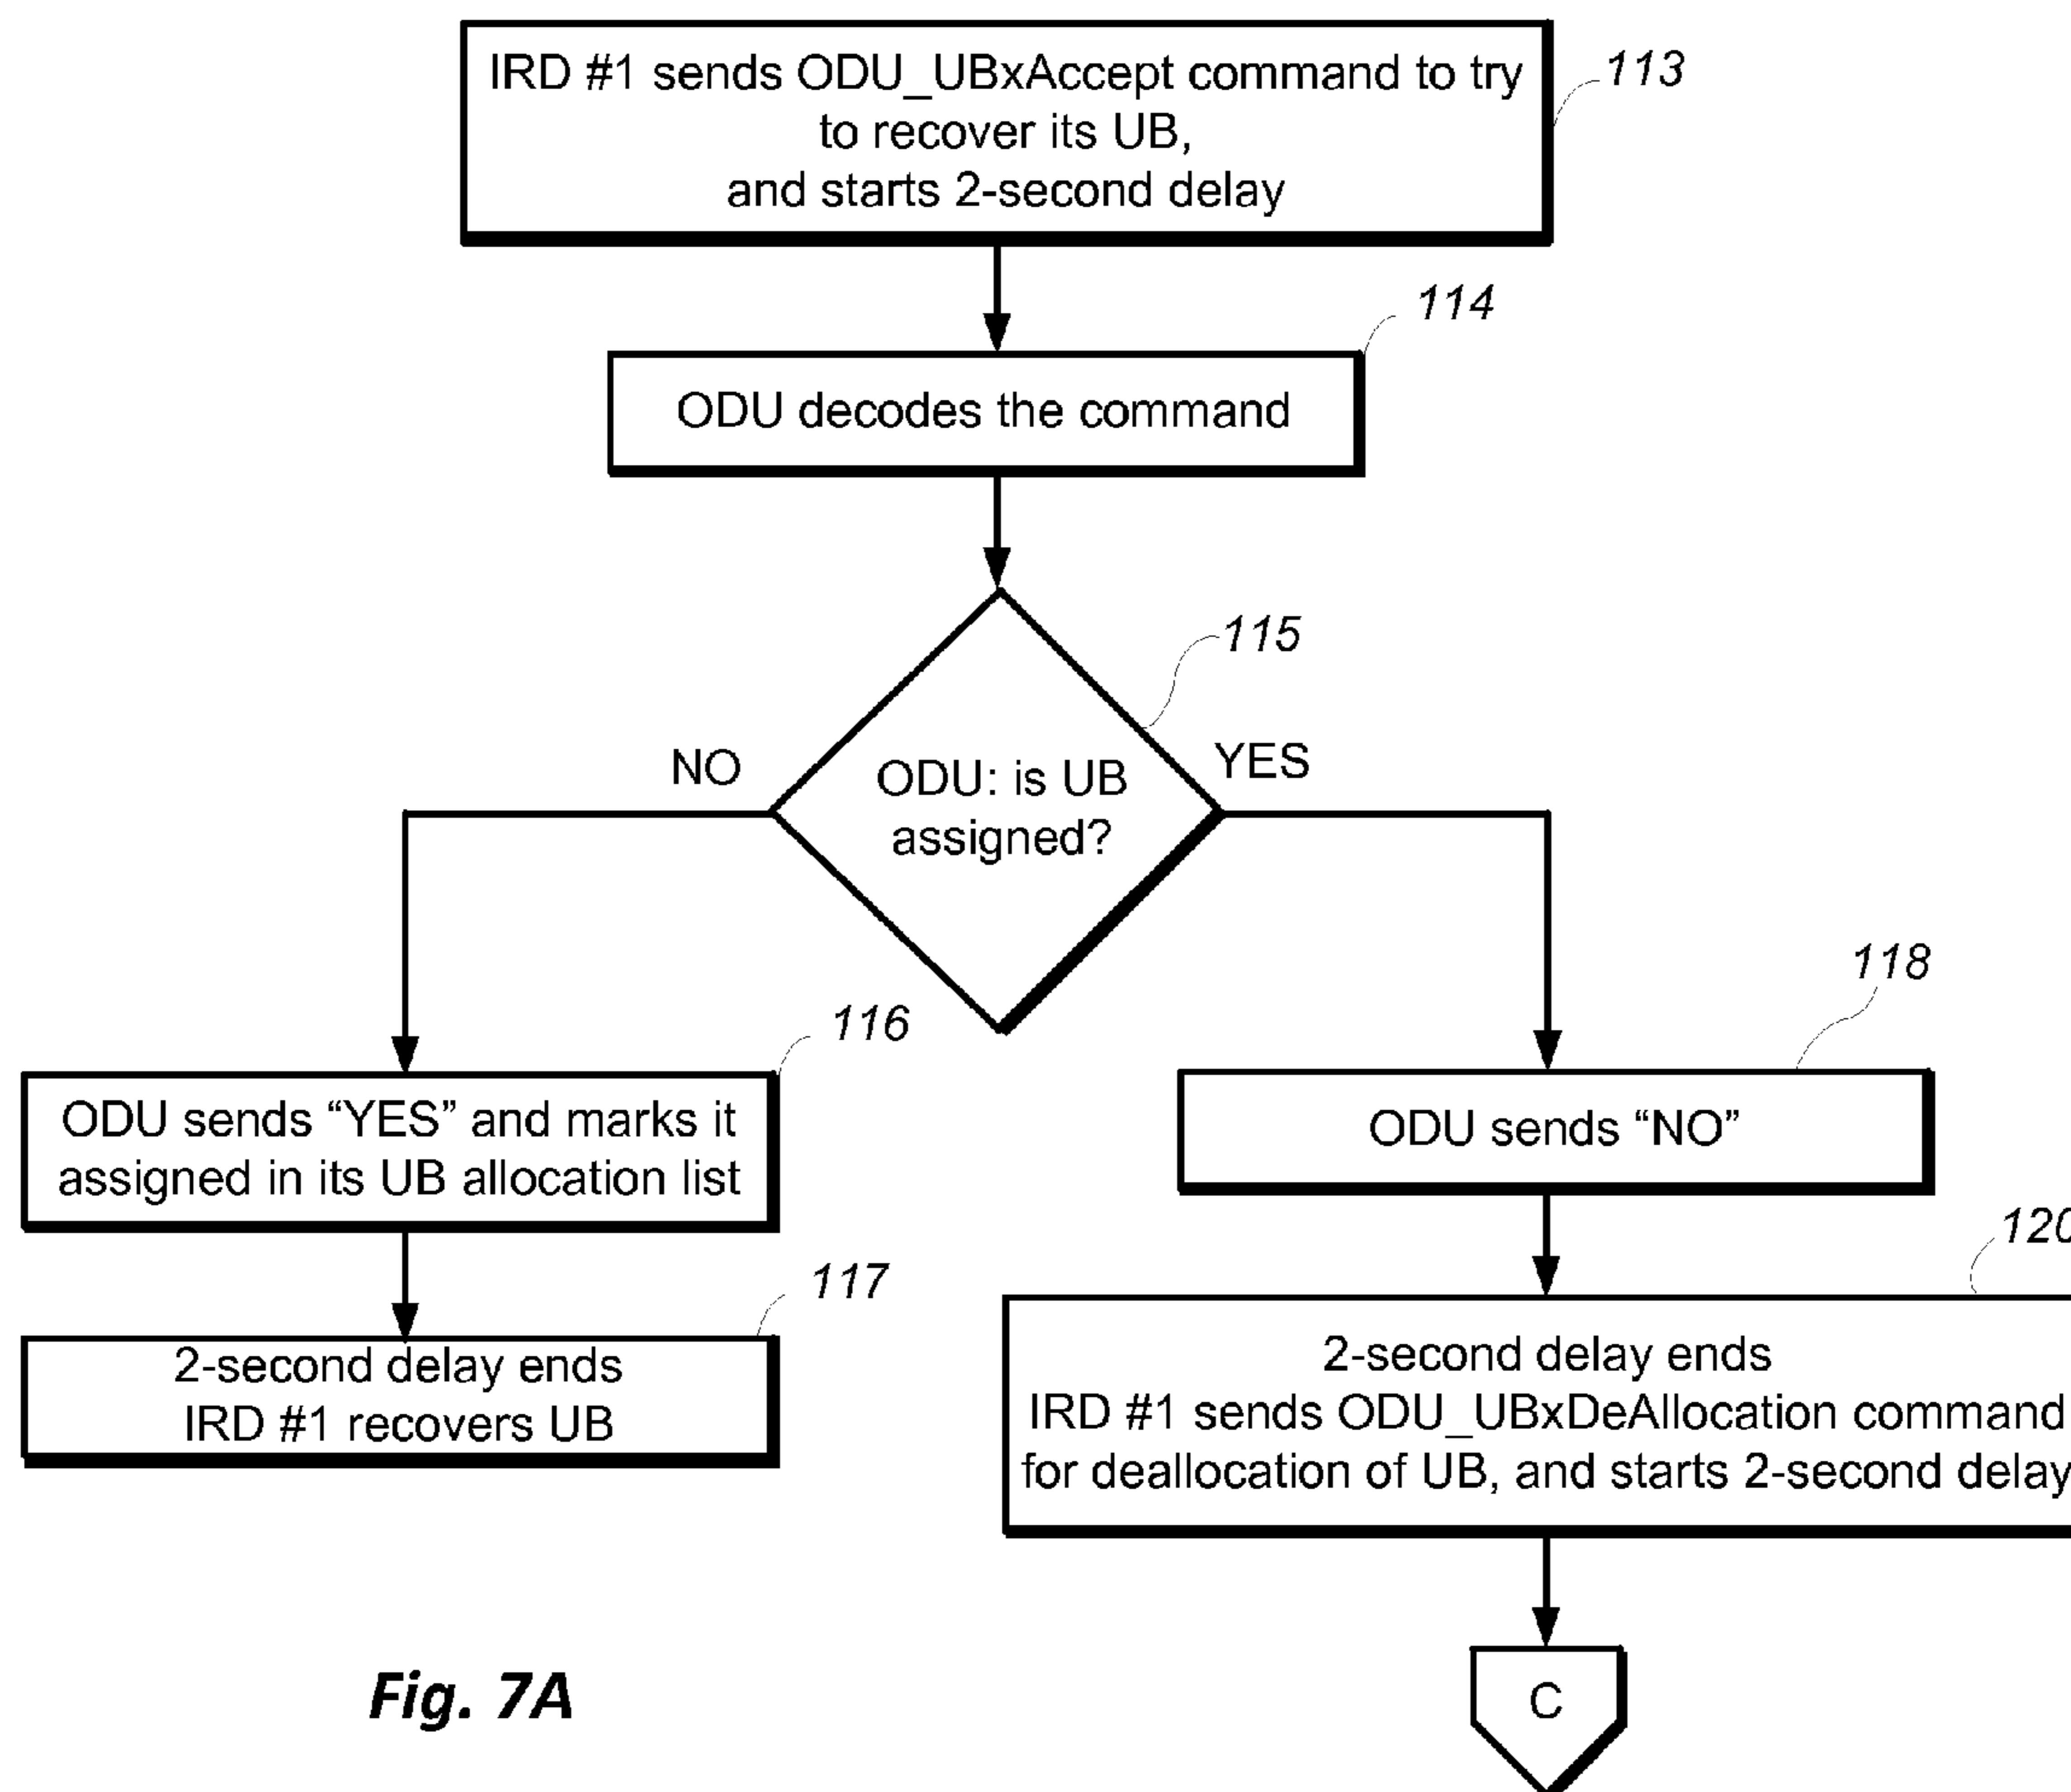 IRD #1 sends ODU_UBxAccept command to try
to recover its UB,
and starts 2-second delay
113
114
ODU decodes the command
115
NO
YES
ODU: is UB
assigned?
118
116
ODU sends “YES” and marks it
assigned in its UB allocation list
ODU sends “NO”
120
117
2-second delay ends
IRD #1 recovers UB
2-second delay ends
IRD #1 sends ODU_UBxDeAllocation command
for deallocation of UB, and starts 2-second delay
C
Fig. 7A